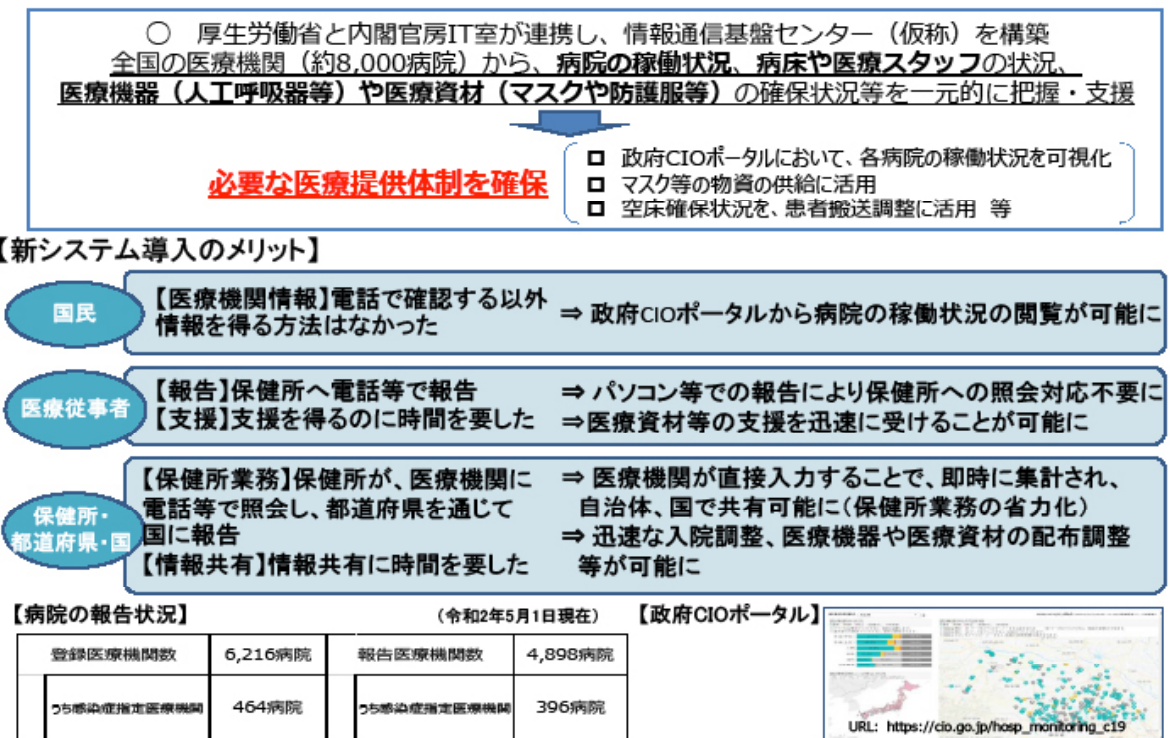 ○ 厚生労働省と内閣官房IT室が連携し、情報通信基盤センター（仮称）を構築
全国の医療機関（約8,000病院）から、病院の稼働状況、病床や医療スタッフの状況、
医療機器（人工呼吸器等）や医療資材（マスクや防護服等）の確保状況等を一元的に把握・支援
必要な医療提供体制を確保
□ 政府CIOポータルにおいて、各病院の稼働状況を可視化
□ マスク等の物資の供給に活用
□ 空床確保状況を、患者搬送調整に活用 等
【新システム導入のメリット】
国民
【医療機関情報】電話で確認する以外
情報を得る方法はなかった
⇒ 政府CIOポータルから病院の稼働状況の閲覧が可能に
医療従事者
【報告】保健所へ電話等で報告
【支援】支援を得るのに時間を要した
⇒ パソコン等での報告により保健所への照会対応不要に
⇒医療資材等の支援を迅速に受けることが可能に
保健所・
都道府県・国
【保健所業務】保健所が、医療機関に
電話等で照会し、都道府県を通じて
国に報告
【情報共有】情報共有に時間を要した
⇒ 医療機関が直接入力することで、即時に集計され、
自治体、国で共有可能に（保健所業務の省力化）
⇒ 迅速な入院調整、医療機器や医療資材の配布調整
等が可能に
【病院の報告状況】
（令和2年5月1日現在）
登録医療機関数 6,216病院 報告医療機関数 4,898病院
うち感染症指定医療機関 464病院 うち感染症指定医療機関 396病院
【政府CIOポータル】
URL: https://cio.go.jp/hosp_monitoring_c19